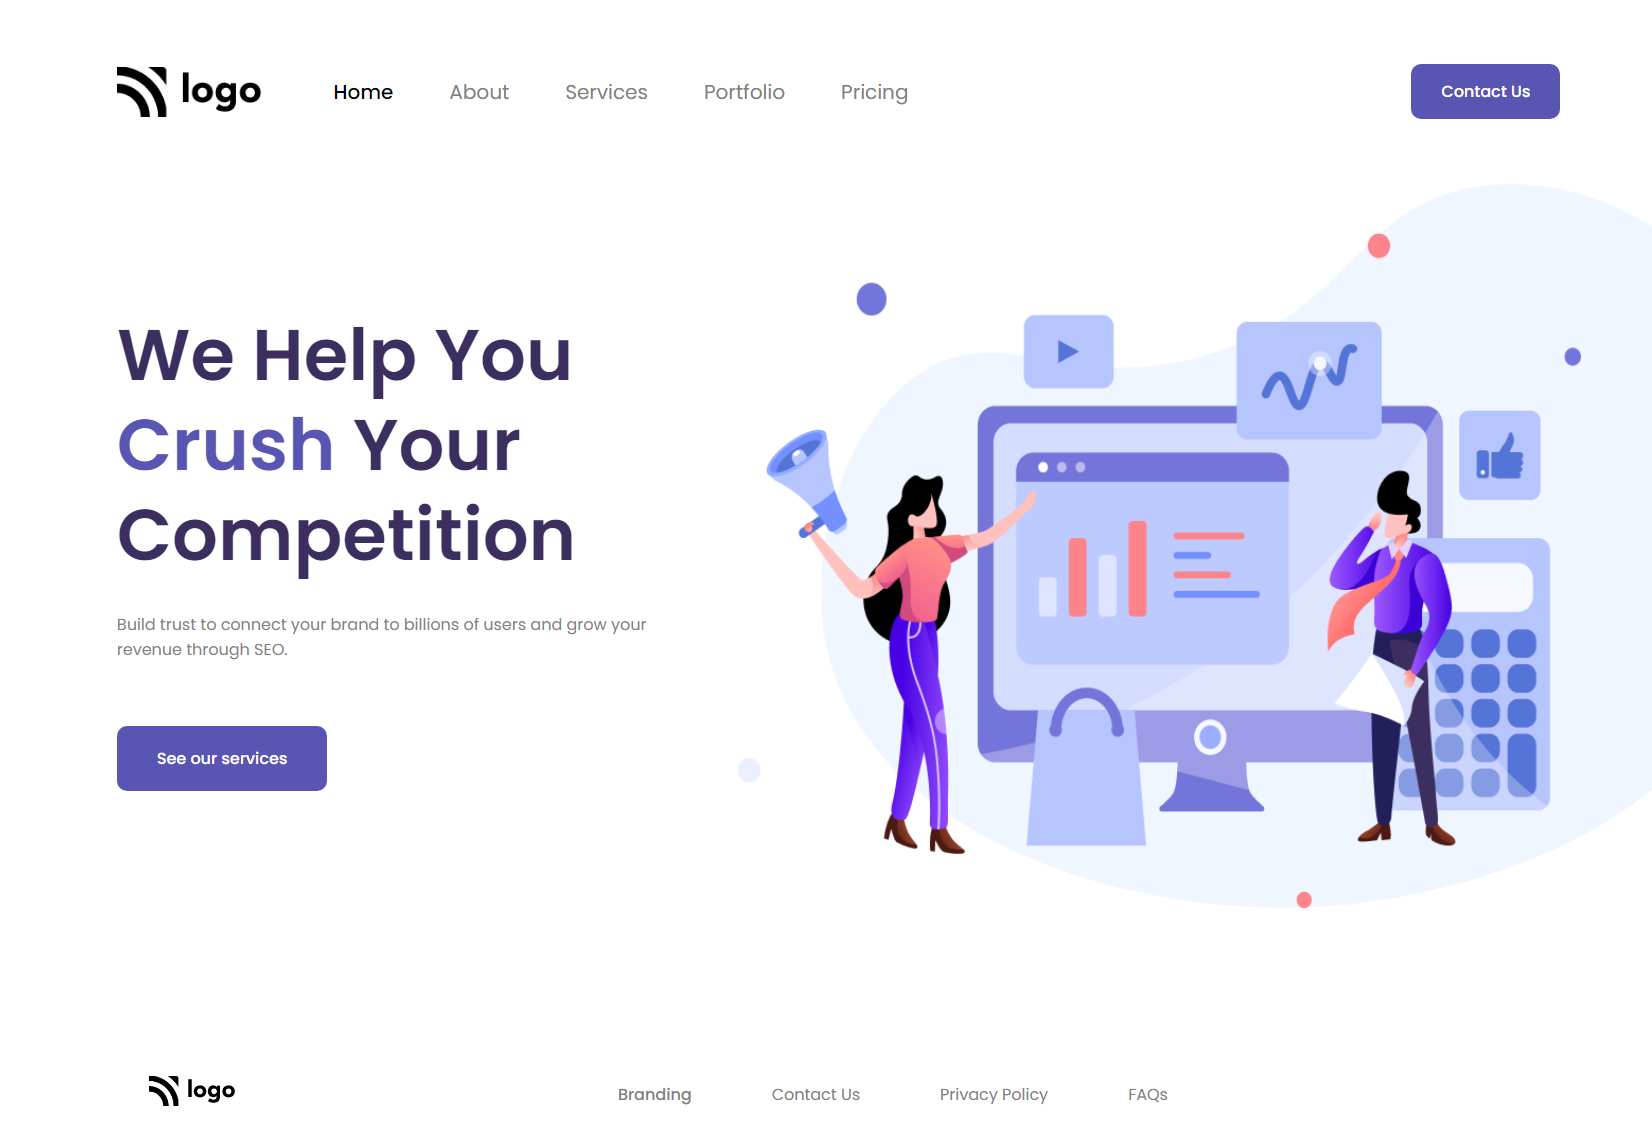 logo Home About Services Portfolio Pricing Contact Us
We Help You
Crush Your
Competition
Build trust to connect your brand to billions of users and grow your
revenue through SEO.
See our services
logo Branding Contact Us Privacy Policy FAQs